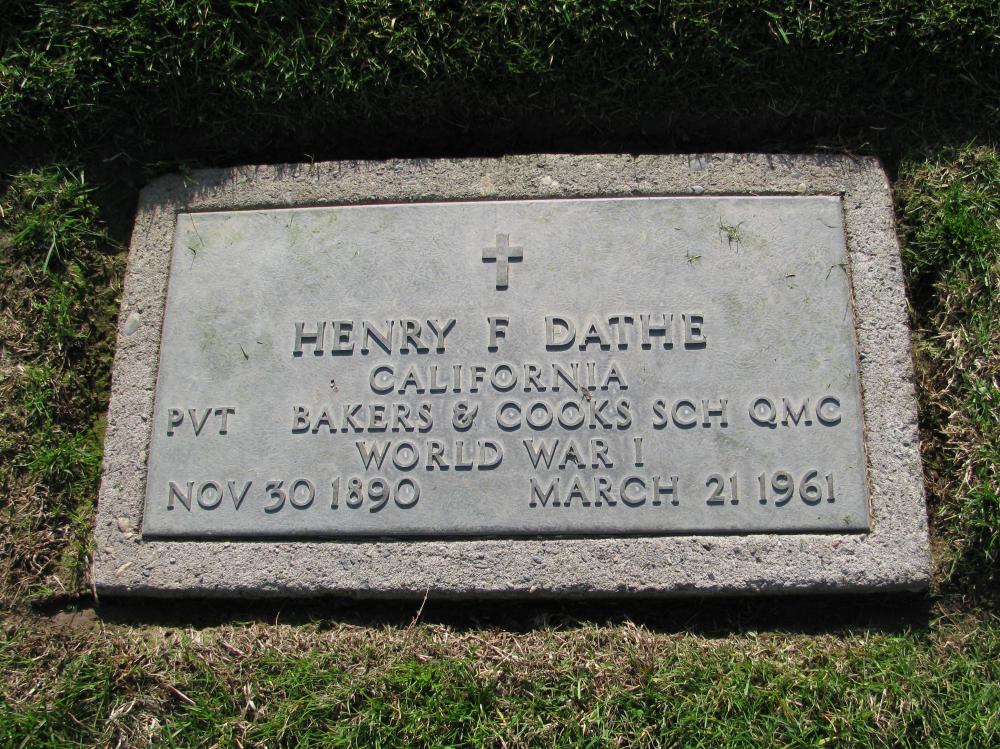 HENRY F DATHE
CALIFORNIA
PVT BAKERS & COOKS SCH QMC
WORLD WAR I
NOV 30 1890 MARCH 21 1961